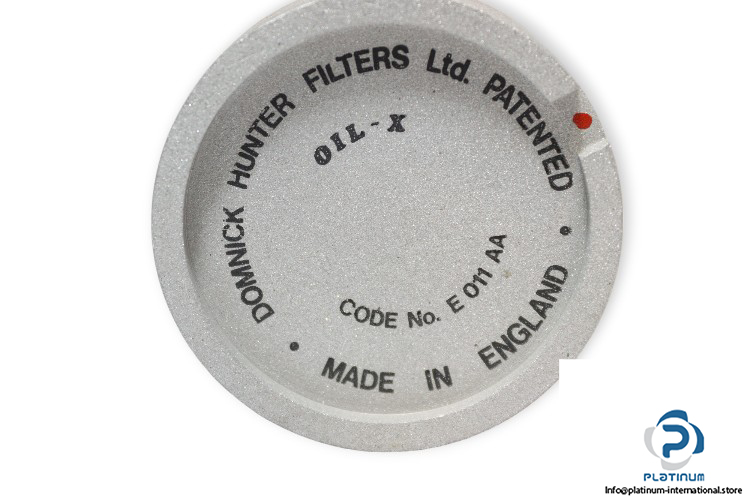 DOMNICK HUNTER FILTERS Ltd. PATENTED
OIL-X
CODE No. E 011 AA
• MADE IN ENGLAND •
PLATINUM
Info@platinum-international.store